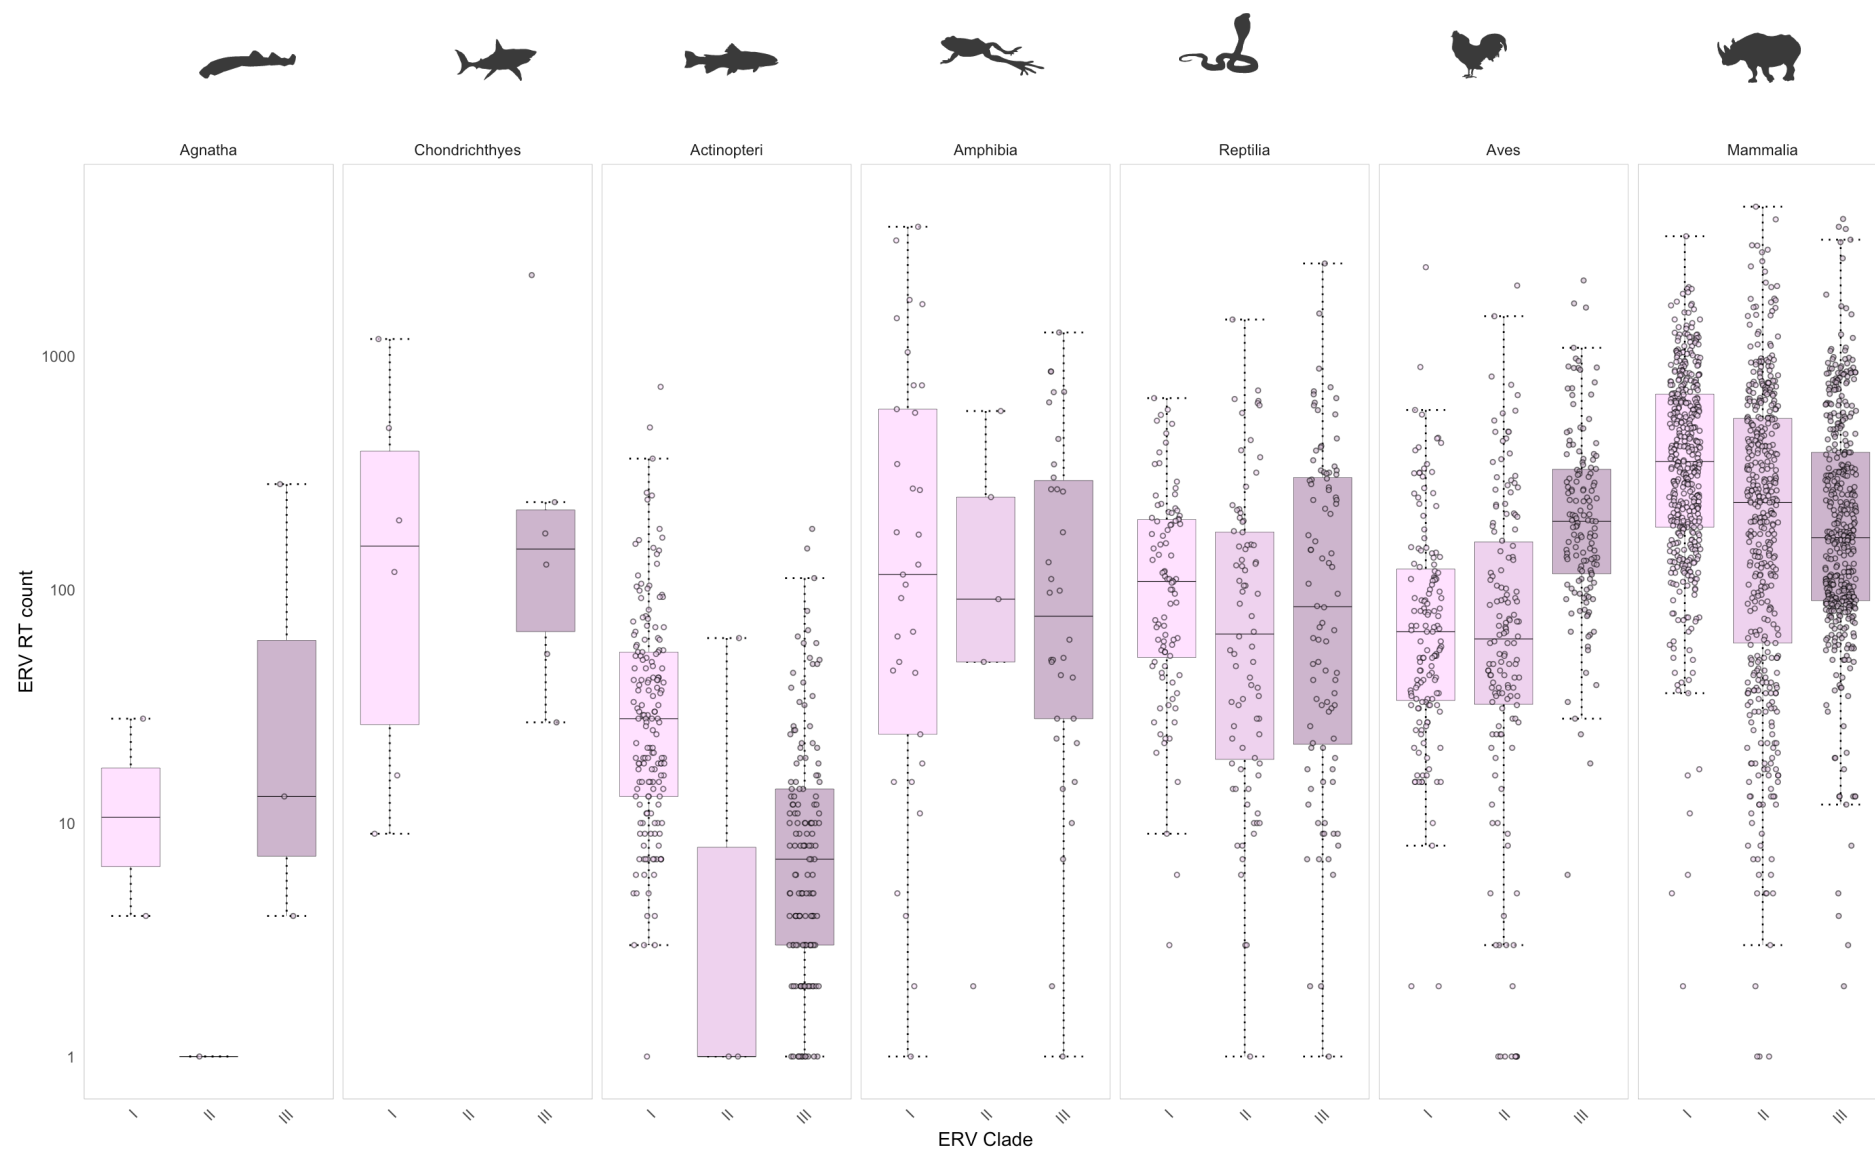 Agnatha Chondrichthyes Actinopteri Amphibia Reptilia Aves Mammalia
1000
100
10
1
ERV RT count
I II III I II III I II III I II III I II III I II III I II III
ERV Clade